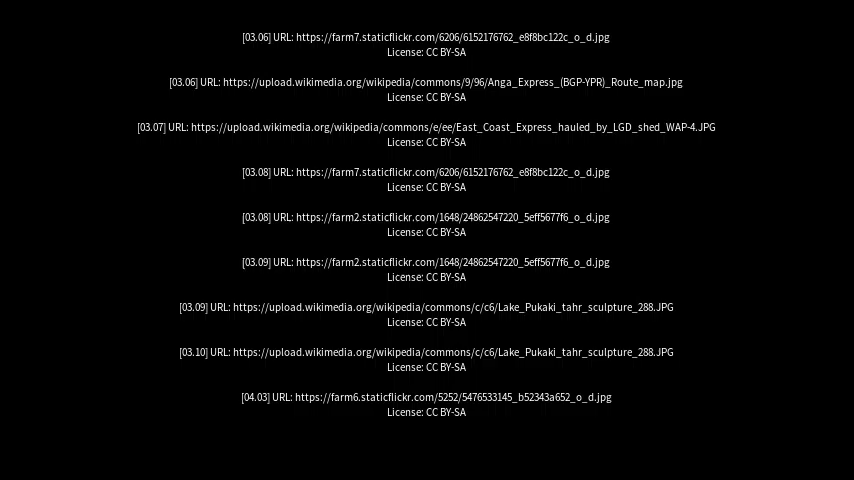 [03.06] URL: https://farm7.staticflickr.com/6206/6152176762_e8f8bc122c_o_d.jpg
License: CC BY-SA
[03.06] URL: https://upload.wikimedia.org/wikipedia/commons/9/96/Anga_Express_(BGP-YPR)_Route_map.jpg
License: CC BY-SA
[03.07] URL: https://upload.wikimedia.org/wikipedia/commons/e/ee/East_Coast_Express_hauled_by_LGD_shed_WAP-4.JPG
License: CC BY-SA
[03.08] URL: https://farm7.staticflickr.com/6206/6152176762_e8f8bc122c_o_d.jpg
License: CC BY-SA
[03.08] URL: https://farm2.staticflickr.com/1648/24862547220_5eff5677f6_o_d.jpg
License: CC BY-SA
[03.09] URL: https://farm2.staticflickr.com/1648/24862547220_5eff5677f6_o_d.jpg
License: CC BY-SA
[03.09] URL: https://upload.wikimedia.org/wikipedia/commons/c/c6/Lake_Pukaki_tahr_sculpture_288.JPG
License: CC BY-SA
[03.10] URL: https://upload.wikimedia.org/wikipedia/commons/c/c6/Lake_Pukaki_tahr_sculpture_288.JPG
License: CC BY-SA
[04.03] URL: https://farm6.staticflickr.com/5252/5476533145_b52343a652_o_d.jpg
License: CC BY-SA